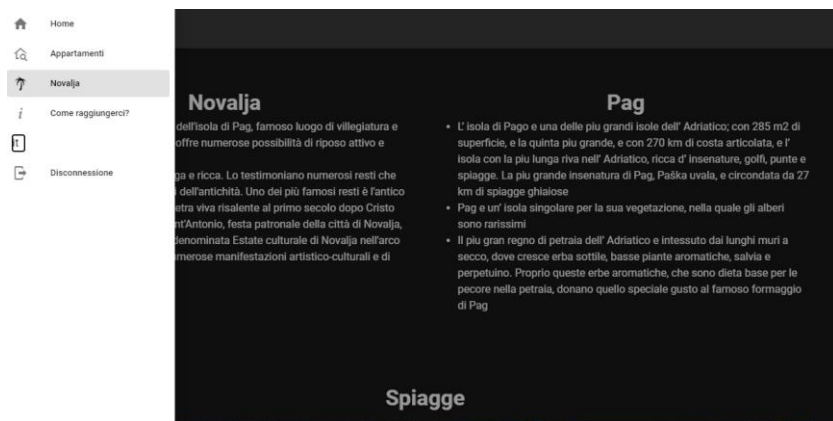 Home
Appartamenti
Novalja
Come raggiungerci?
it
Disconnessione
Novalja
dell'isola di Pag, famoso luogo di villegiatura e
offre numerose possibilità di riposo attivo e
ga e ricca. Lo testimoniano numerosi resti che
i dell'antichità. Uno dei più famosi resti è l'antico
etra viva risalente al primo secolo dopo Cristo
nt'Antonio, festa patronale della città di Novalja,
denominata Estate culturale di Novalja nell'arco
umerose manifestazioni artistico-culturali e di
Pag
• L' isola di Pago e una delle piu grandi isole dell' Adriatico; con 285 m2 di
superficie, e la quinta piu grande, e con 270 km di costa articolata, e l'
isola con la piu lunga riva nell' Adriatico, ricca d' insenature, golfi, punte e
spiagge. La piu grande insenatura di Pag, Paška uvala, e circondata da 27
km di spiagge ghiaiose
• Pag e un' isola singolare per la sua vegetazione, nella quale gli alberi
sono rarissimi
• Il piu gran regno di petraia dell' Adriatico e intessuto dai lunghi muri a
secco, dove cresce erba sottile, basse piante aromatiche, salvia e
perpetuino. Proprio queste erbe aromatiche, che sono dieta base per le
pecore nella petraia, donano quello speciale gusto al famoso formaggio
di Pag
Spiagge